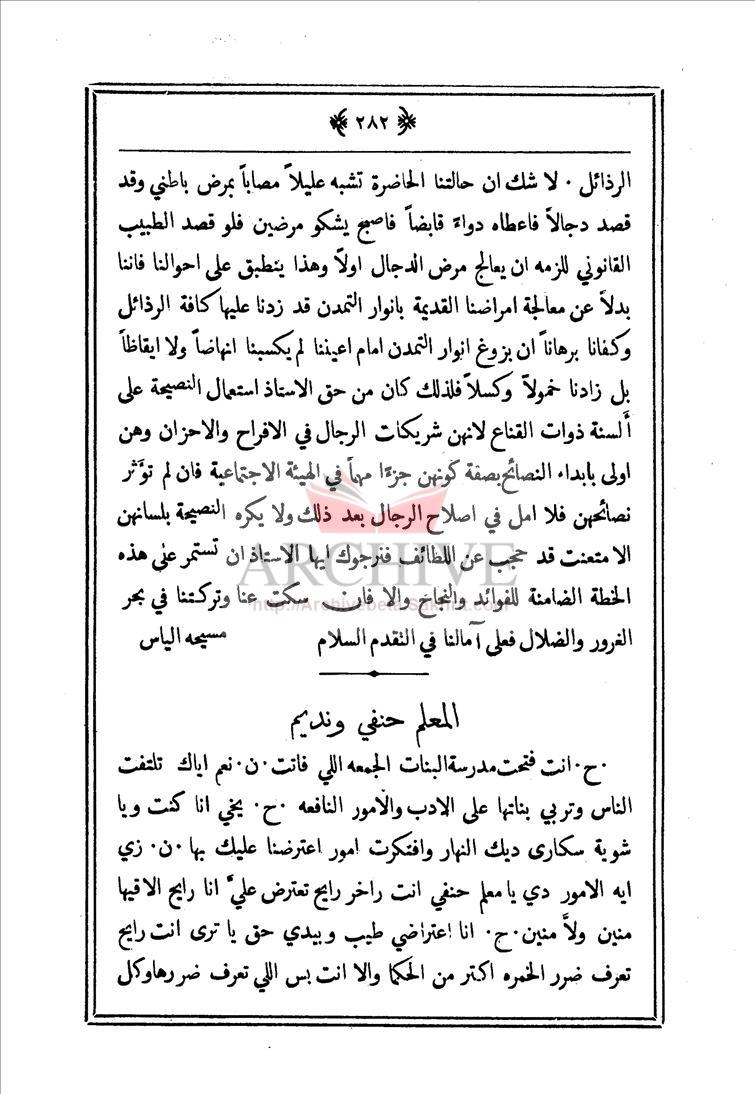 ﴿ ٢٨٢ ﴾
الرذائل . لا شك ان حالتنا الحاضرة تشبه عليلاً مصاباً بمرض باطني وقد
قصد دجالاً فاعطاه دواءً قابضاً فاصبح يشكو مرضين فلو قصد الطبيب
القانوني للزمه ان يعالج مرض الدجال اولاً وهذا ينطبق على احوالنا فاننا
بدلاً عن معالجة امراضنا القديمة بانوار التمدن قد زدنا عليها كافة الرذائل
وكفانا برهاناً ان بزوغ انوار التمدن امام اعيننا لم يكسبنا انهاضاً ولا ايقاظاً
بل زادنا خمولاً وكسلاً فلذلك كان من حق الاستاذ استعمال النصيحة على
ألسنة ذوات القناع لانهن شريكات الرجال في الافراح والاحزان وهن
اولى بابداء النصائح بصفة كونهن جزءًا مهماً في الهيئة الاجتماعية فان لم تؤثر
نصائحهن فلا امل في اصلاح الرجال بعد ذلك ولا يكره النصيحة بلسانهن
الا متعنت قد حجب عن اللطائف فنرجوك ايها الاستاذ ان تستمر على هذه
الخطة الضامنة للفوائد والنجاح والا فان سكت عنا وتركتنا في بحر
الغرور والضلال فعلى آمالنا في التقدم السلام مسيحه الياس
المعلم حنفي ونديم
.ح. انت فتحت مدرسة البنات الجمعه اللي فاتت .ن. نعم اياك تلتفت
الناس وتربي بناتها على الادب والامور النافعه .ح. يخي انا كنت ويا
شوية سكارى ديك النهار وافتكرت امور اعترضنا عليك بها .ن. زي
ايه الامور دي يا معلم حنفي انت راخر رايح تعترض عليّ انا رايح الاقيها
منين ولاَّ منين .ح. انا اعتراضي طيب وبيدي حق يا ترى انت رايح
تعرف ضرر الخمره اكتر من الحكما والا انت بس اللي تعرف ضررها وكل
ARCHIVE